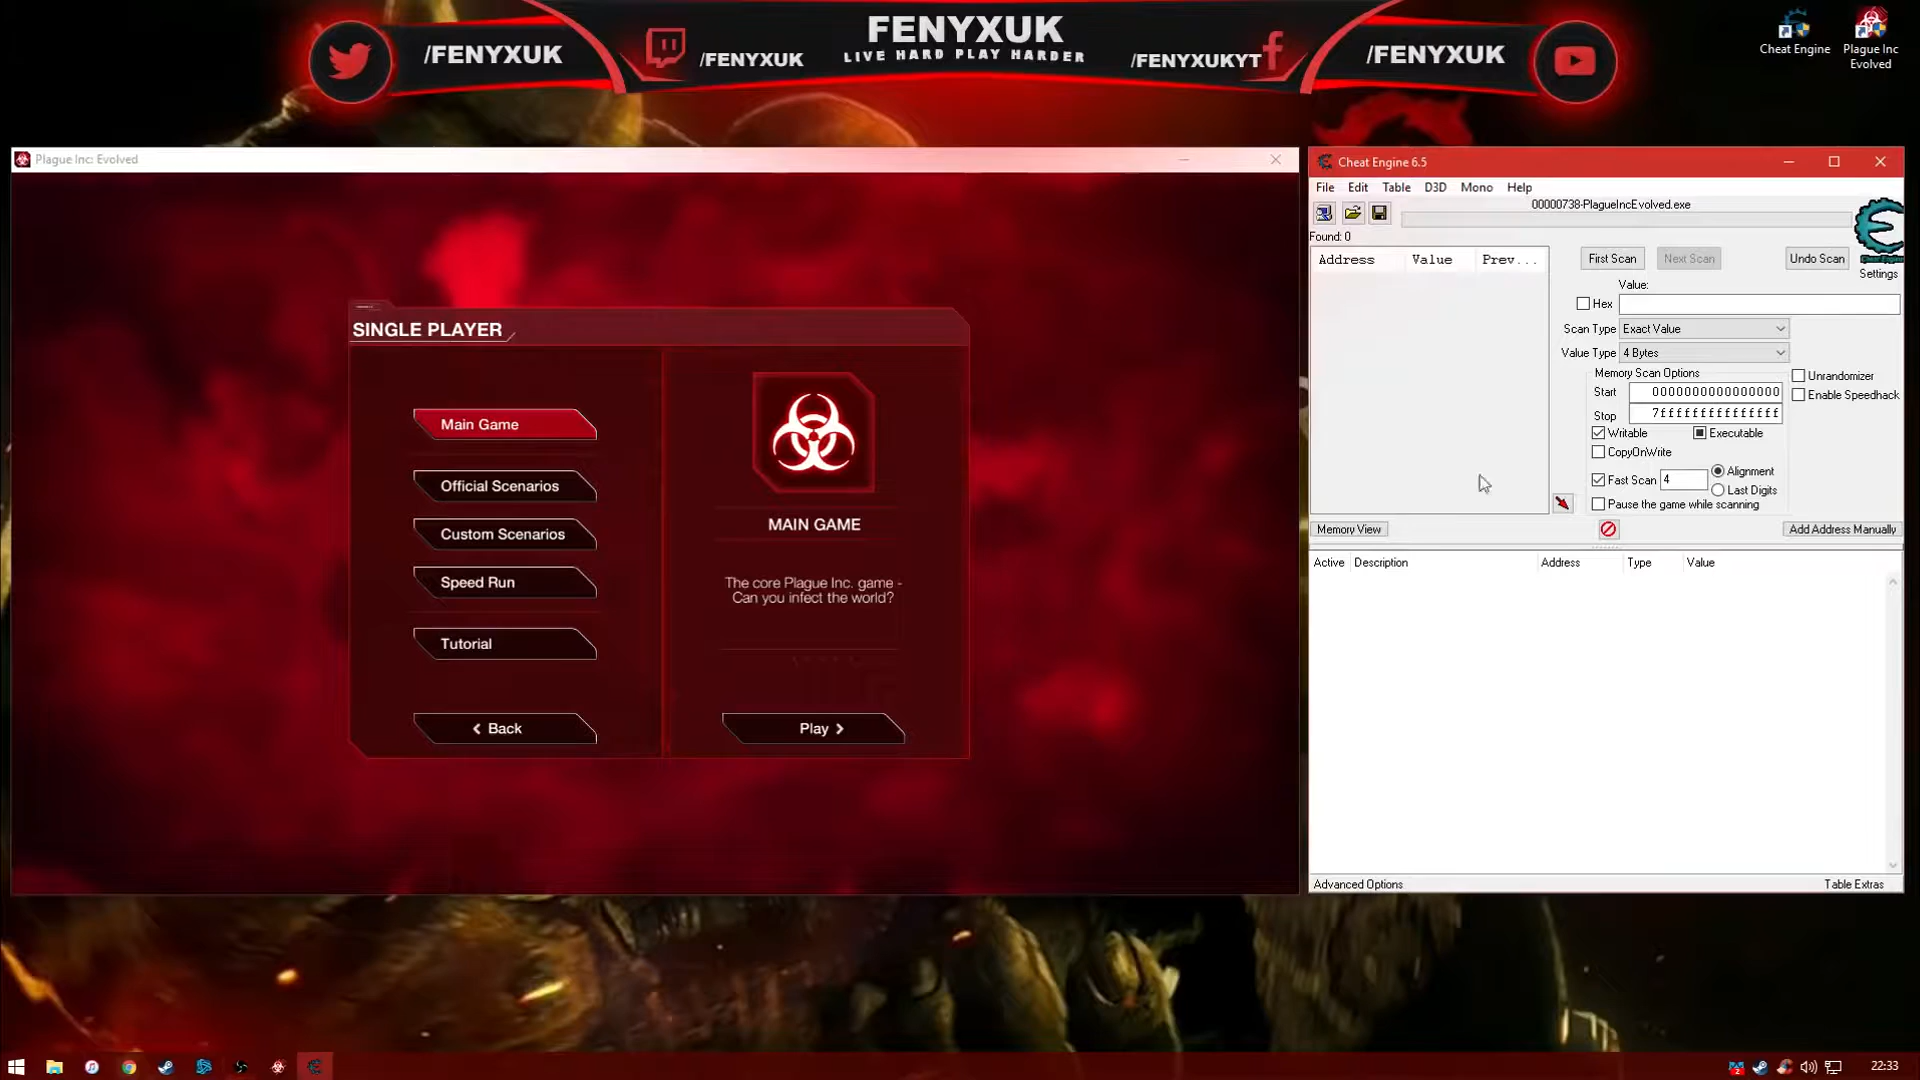 /FENYXUK
/FENYXUK
FENYXUK
LIVE HARD PLAY HARDER
/FENYXUKYT
/FENYXUK
Cheat Engine
Plague Inc
Evolved
Plague Inc: Evolved
SINGLE PLAYER
Main Game
Official Scenarios
Custom Scenarios
Speed Run
Tutorial
< Back
MAIN GAME
The core Plague Inc. game -
Can you infect the world?
Play >
Cheat Engine 6.5
File Edit Table D3D Mono Help
00000738-PlagueIncEvolved.exe
Found: 0
Address Value Prev...
First Scan Next Scan Undo Scan
Settings
Value:
Hex
Scan Type Exact Value
Value Type 4 Bytes
Memory Scan Options
Start 0000000000000000
Stop 7fffffffffffffff
Writable Executable
CopyOnWrite
Fast Scan 4 Alignment
Last Digits
Pause the game while scanning
Unrandomizer
Enable Speedhack
Memory View
Add Address Manually
Active Description Address Type Value
Advanced Options
Table Extras
22:33